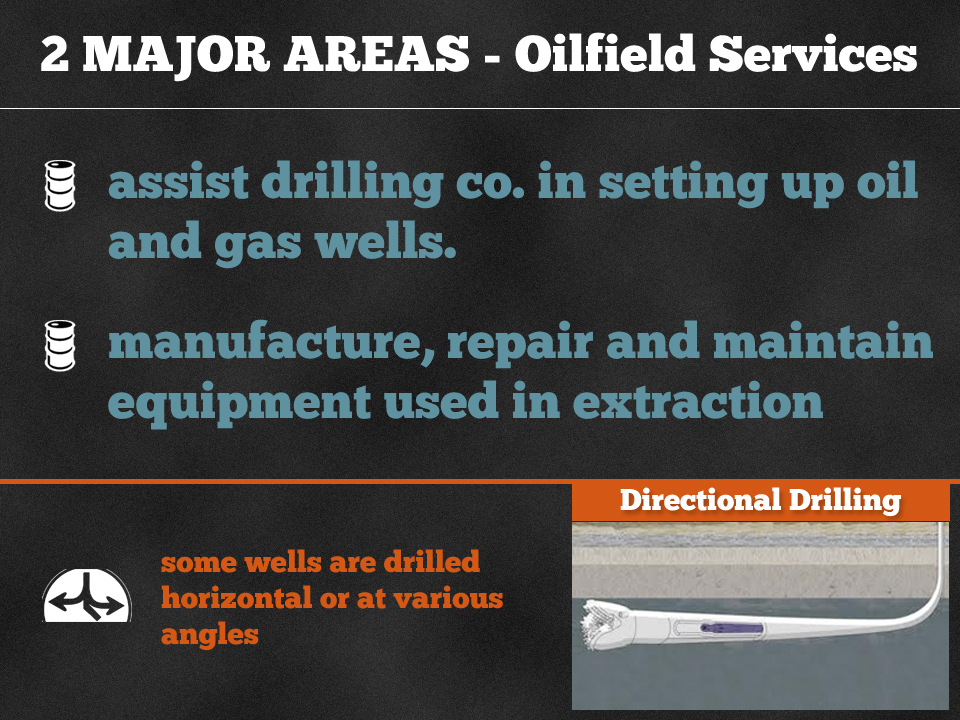 2 MAJOR AREAS - Oilfield Services
assist drilling co. in setting up oil
and gas wells.
manufacture, repair and maintain
equipment used in extraction
Directional Drilling
some wells are drilled
horizontal or at various
angles